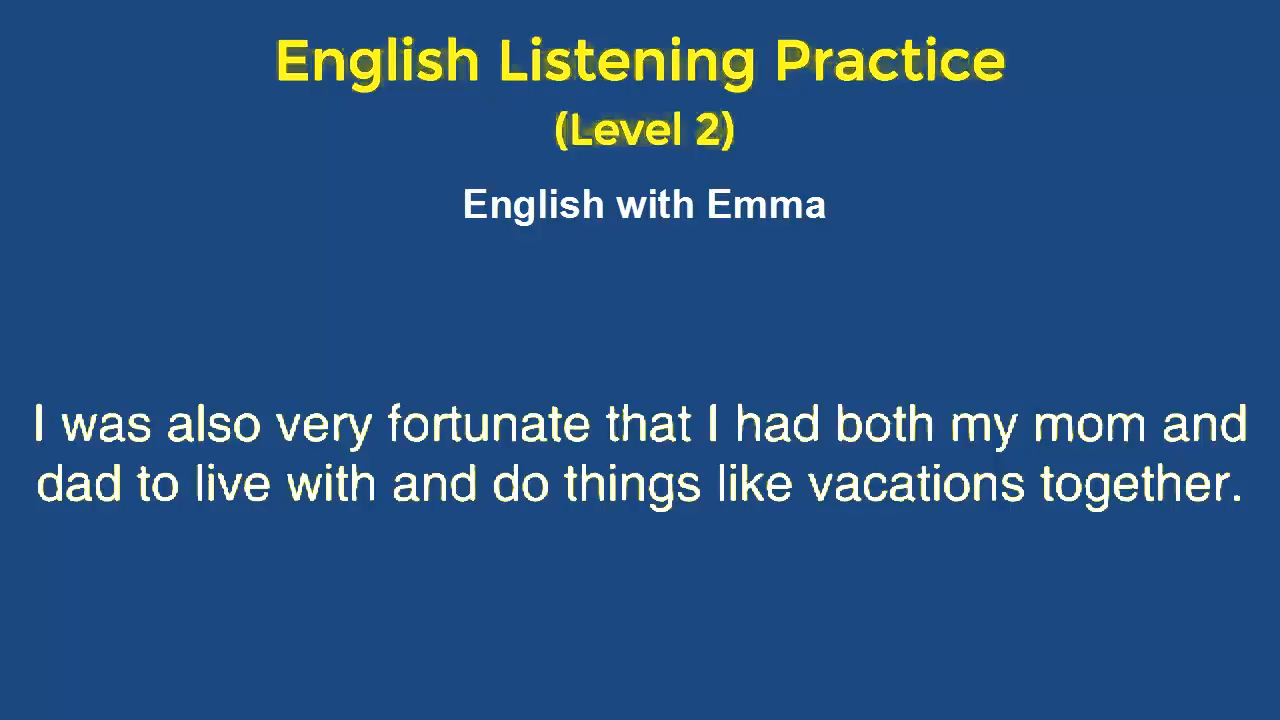 English Listening Practice
(Level 2)
English with Emma
I was also very fortunate that I had both my mom and
dad to live with and do things like vacations together.